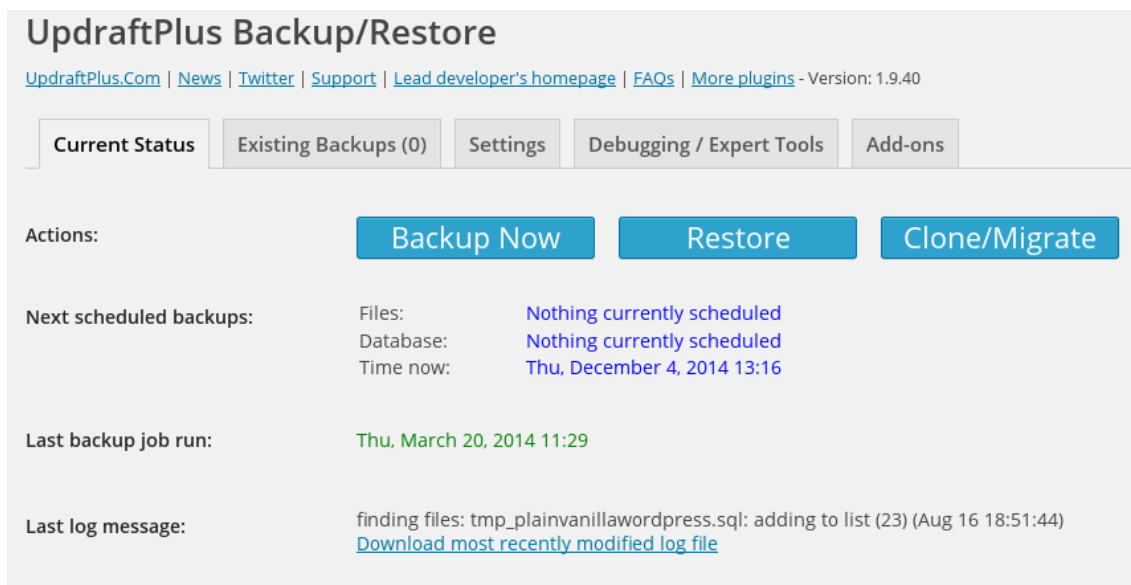 UpdraftPlus Backup/Restore
UpdraftPlus.Com | News | Twitter | Support | Lead developer's homepage | FAQs | More plugins - Version: 1.9.40
Current Status Existing Backups (0) Settings Debugging / Expert Tools Add-ons
Actions: Backup Now Restore Clone/Migrate
Next scheduled backups: Files: Nothing currently scheduled
Database: Nothing currently scheduled
Time now: Thu, December 4, 2014 13:16
Last backup job run: Thu, March 20, 2014 11:29
Last log message: finding files: tmp_plainvanillawordpress.sql: adding to list (23) (Aug 16 18:51:44)
Download most recently modified log file